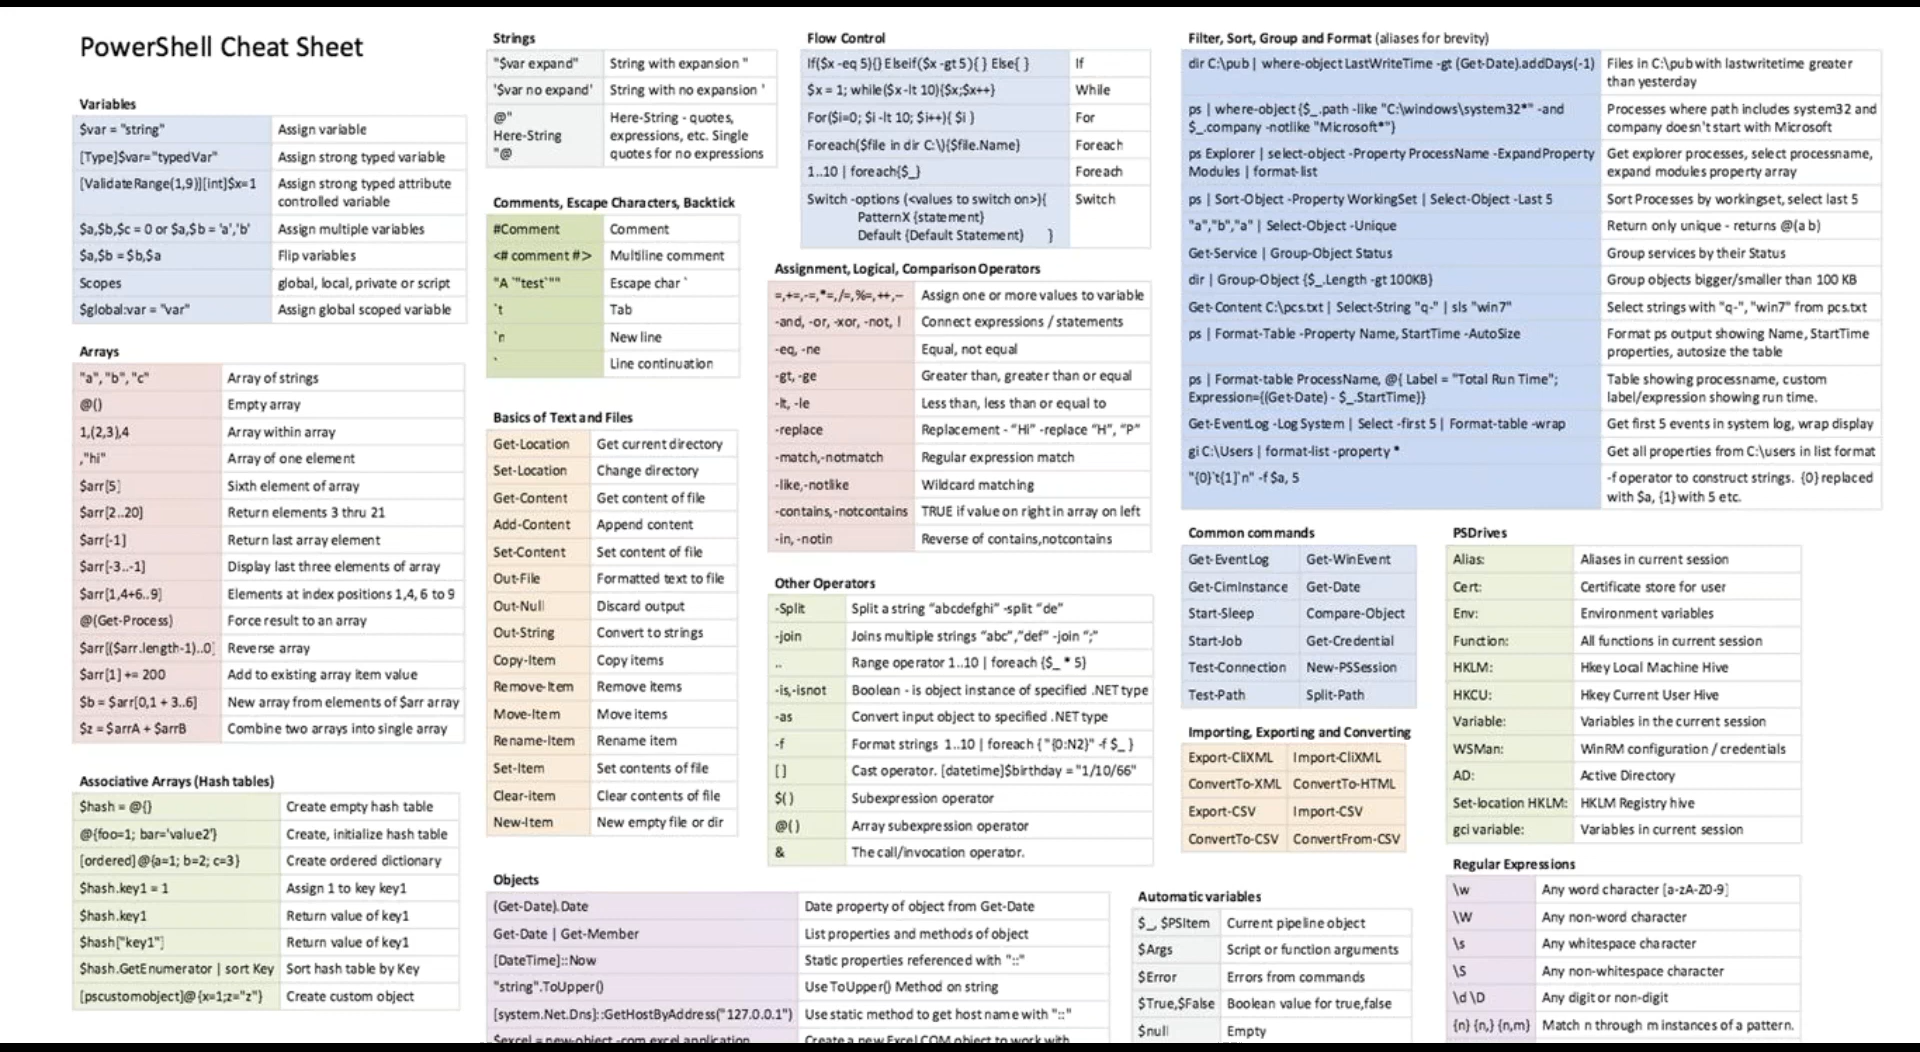 PowerShell Cheat Sheet
Variables
$var = "string" Assign variable
[Type]$var="typedVar" Assign strong typed variable
[ValidateRange(1,9)][int]$x=1 Assign strong typed attribute
controlled variable
$a,$b,$c = 0 or $a,$b = 'a','b' Assign multiple variables
$a,$b = $b,$a Flip variables
Scopes global, local, private or script
$global:var = "var" Assign global scoped variable
Arrays
"a", "b", "c" Array of strings
@() Empty array
1,(2,3),4 Array within array
,"hi" Array of one element
$arr[5] Sixth element of array
$arr[2..20] Return elements 3 thru 21
$arr[-1] Return last array element
$arr[-3..-1] Display last three elements of array
$arr[1,4+6..9] Elements at index positions 1,4, 6 to 9
@(Get-Process) Force result to an array
$arr[($arr.length-1)..0] Reverse array
$arr[1] += 200 Add to existing array item value
$b = $arr[0,1 + 3..6] New array from elements of $arr array
$z = $arrA + $arrB Combine two arrays into single array
Associative Arrays (Hash tables)
$hash = @{} Create empty hash table
@{foo=1; bar='value2'} Create, initialize hash table
[ordered]@{a=1; b=2; c=3} Create ordered dictionary
$hash.key1 = 1 Assign 1 to key key1
$hash.key1 Return value of key1
$hash["key1"] Return value of key1
$hash.GetEnumerator | sort Key Sort hash table by Key
[pscustomobject]@{x=1;z="z"} Create custom object
Strings
"$var expand" String with expansion "
'$var no expand' String with no expansion '
@" Here-String - quotes,
Here-String expressions, etc. Single
"@ quotes for no expressions
Comments, Escape Characters, Backtick
#Comment Comment
<# comment #> Multiline comment
"A `"test`"" Escape char `
`t Tab
`n New line
` Line continuation
Basics of Text and Files
Get-Location Get current directory
Set-Location Change directory
Get-Content Get content of file
Add-Content Append content
Set-Content Set content of file
Out-File Formatted text to file
Out-Null Discard output
Out-String Convert to strings
Copy-Item Copy items
Remove-Item Remove items
Move-Item Move items
Rename-Item Rename item
Set-Item Set contents of file
Clear-item Clear contents of file
New-Item New empty file or dir
Flow Control
If($x -eq 5){} Elseif($x -gt 5){ } Else{ } If
$x = 1; while($x -lt 10){$x;$x++} While
For($i=0; $i -lt 10; $i++){ $i } For
Foreach($file in dir C:\){$file.Name} Foreach
1..10 | foreach{$_} Foreach
Switch -options (<values to switch on>){ Switch
PatternX {statement}
Default {Default Statement} }
Assignment, Logical, Comparison Operators
=,+=,-=,*=,/=,%=,++,-- Assign one or more values to variable
-and, -or, -xor, -not, ! Connect expressions / statements
-eq, -ne Equal, not equal
-gt, -ge Greater than, greater than or equal
-lt, -le Less than, less than or equal to
-replace Replacement - “Hi” -replace “H”, “P”
-match,-notmatch Regular expression match
-like,-notlike Wildcard matching
-contains,-notcontains TRUE if value on right in array on left
-in, -notin Reverse of contains,notcontains
Other Operators
-Split Split a string “abcdefghi” -split “de”
-join Joins multiple strings “abc”,”def” -join “;”
.. Range operator 1..10 | foreach {$_ * 5}
-is,-isnot Boolean - is object instance of specified .NET type
-as Convert input object to specified .NET type
-f Format strings 1..10 | foreach { "{0:N2}" -f $_ }
[ ] Cast operator. [datetime]$birthday = "1/10/66"
$( ) Subexpression operator
@( ) Array subexpression operator
& The call/invocation operator.
Objects
(Get-Date).Date Date property of object from Get-Date
Get-Date | Get-Member List properties and methods of object
[DateTime]::Now Static properties referenced with "::"
"string".ToUpper() Use ToUpper() Method on string
[system.Net.Dns]::GetHostByAddress("127.0.0.1") Use static method to get host name with "::"
$excel = new-object -com excel.application Create a new Excel COM object to work with
Filter, Sort, Group and Format (aliases for brevity)
dir C:\pub | where-object LastWriteTime -gt (Get-Date).addDays(-1) Files in C:\pub with lastwritetime greater
than yesterday
ps | where-object {$_.path -like "C:\windows\system32*" -and Processes where path includes system32 and
$_.company -notlike "Microsoft*"} company doesn't start with Microsoft
ps Explorer | select-object -Property ProcessName -ExpandProperty Get explorer processes, select processname,
Modules | format-list expand modules property array
ps | Sort-Object -Property WorkingSet | Select-Object -Last 5 Sort Processes by workingset, select last 5
"a","b","a" | Select-Object -Unique Return only unique - returns @(a b)
Get-Service | Group-Object Status Group services by their Status
dir | Group-Object {$_.Length -gt 100KB} Group objects bigger/smaller than 100 KB
Get-Content C:\pcs.txt | Select-String "q-" | sls "win7" Select strings with "q-", "win7" from pcs.txt
ps | Format-Table -Property Name, StartTime -AutoSize Format ps output showing Name, StartTime
properties, autosize the table
ps | Format-table ProcessName, @{ Label = "Total Run Time"; Table showing processname, custom
Expression={(Get-Date) - $_.StartTime}} label/expression showing run time.
Get-EventLog -Log System | Select -first 5 | Format-table -wrap Get first 5 events in system log, wrap display
gi C:\Users | format-list -property * Get all properties from C:\users in list format
"{0}`t{1}`n" -f $a, 5 -f operator to construct strings. {0} replaced
with $a, {1} with 5 etc.
Common commands
Get-EventLog Get-WinEvent
Get-CimInstance Get-Date
Start-Sleep Compare-Object
Start-Job Get-Credential
Test-Connection New-PSSession
Test-Path Split-Path
Importing, Exporting and Converting
Export-CliXML Import-CliXML
ConvertTo-XML ConvertTo-HTML
Export-CSV Import-CSV
ConvertTo-CSV ConvertFrom-CSV
Automatic variables
$_, $PSItem Current pipeline object
$Args Script or function arguments
$Error Errors from commands
$True,$False Boolean value for true,false
$null Empty
PSDrives
Alias: Aliases in current session
Cert: Certificate store for user
Env: Environment variables
Function: All functions in current session
HKLM: Hkey Local Machine Hive
HKCU: Hkey Current User Hive
Variable: Variables in the current session
WSMan: WinRM configuration / credentials
AD: Active Directory
Set-location HKLM: HKLM Registry hive
gci variable: Variables in current session
Regular Expressions
\w Any word character [a-zA-Z0-9]
\W Any non-word character
\s Any whitespace character
\S Any non-whitespace character
\d \D Any digit or non-digit
{n} {n,} {n,m} Match n through m instances of a pattern.